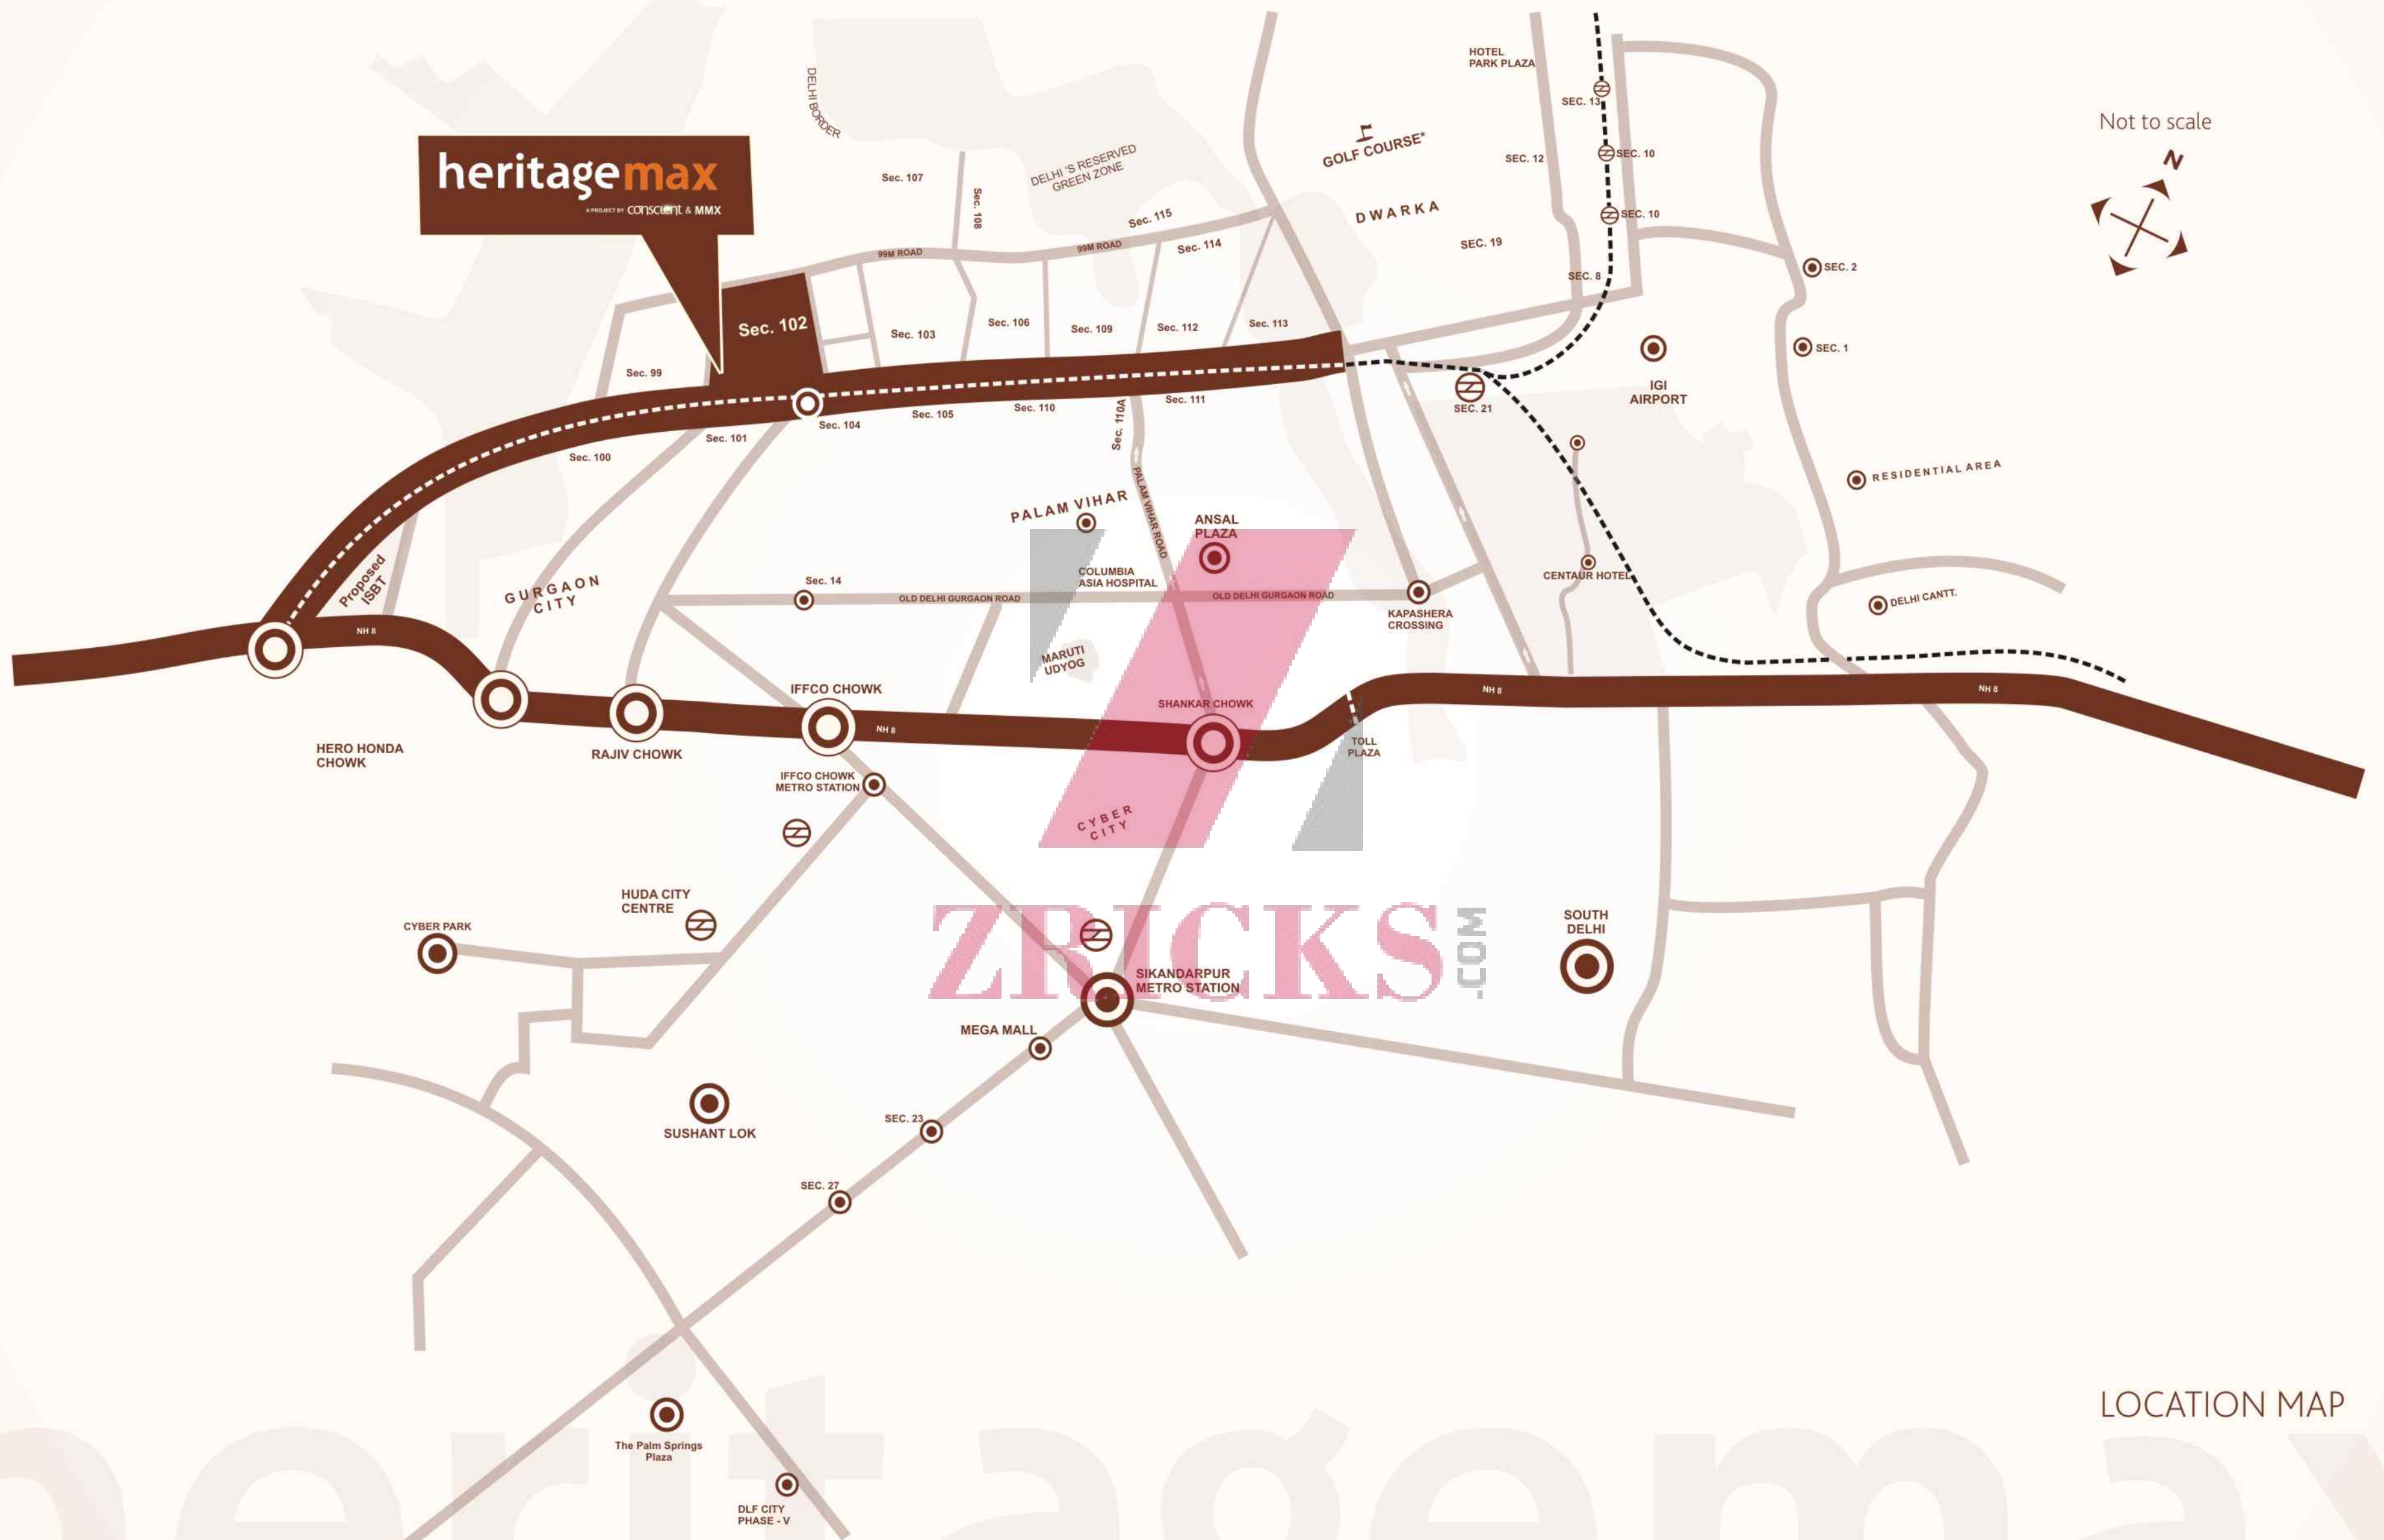 HOTEL
PARK PLAZA
DELHI BORDER
SEC. 13
Not to scale
N
GOLF COURSE*
SEC. 12
SEC. 10
heritagemax
A PROJECT BY CONSCIENT & MMX
DELHI 'S RESERVED
GREEN ZONE
Sec. 107
Sec. 108
DWARKA
SEC. 10
Sec. 115
99M ROAD
99M ROAD
Sec. 114
SEC. 19
SEC. 8
SEC. 2
Sec. 102
Sec. 103
Sec. 106
Sec. 109
Sec. 112
Sec. 113
SEC. 1
Sec. 99
IGI
AIRPORT
SEC. 21
Sec. 100
Sec. 101
Sec. 104
Sec. 105
Sec. 110
Sec. 110A
Sec. 111
RESIDENTIAL AREA
PALAM VIHAR
PALAM VIHAR ROAD
ANSAL
PLAZA
Proposed
ISBT
GURGAON
CITY
Sec. 14
COLUMBIA
ASIA HOSPITAL
CENTAUR HOTEL
OLD DELHI GURGAON ROAD
OLD DELHI GURGAON ROAD
DELHI CANTT.
KAPASHERA
CROSSING
NH 8
MARUTI
UDYOG
IFFCO CHOWK
SHANKAR CHOWK
NH 8
NH 8
NH 8
HERO HONDA
CHOWK
RAJIV CHOWK
TOLL
PLAZA
IFFCO CHOWK
METRO STATION
CYBER
CITY
HUDA CITY
CENTRE
CYBER PARK
ZRICKS
.COM
SOUTH
DELHI
SIKANDARPUR
METRO STATION
MEGA MALL
SEC. 23
SUSHANT LOK
SEC. 27
LOCATION MAP
The Palm Springs
Plaza
DLF CITY
PHASE - V
heritagemax